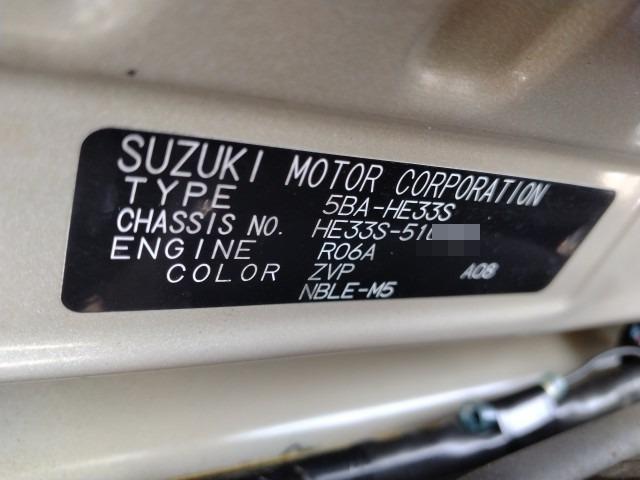 SUZUKI MOTOR CORPORATION
TYPE 5BA-HE33S
CHASSIS NO. HE33S-51
ENGINE R06A
COLOR ZVP A08
NBLE-M5